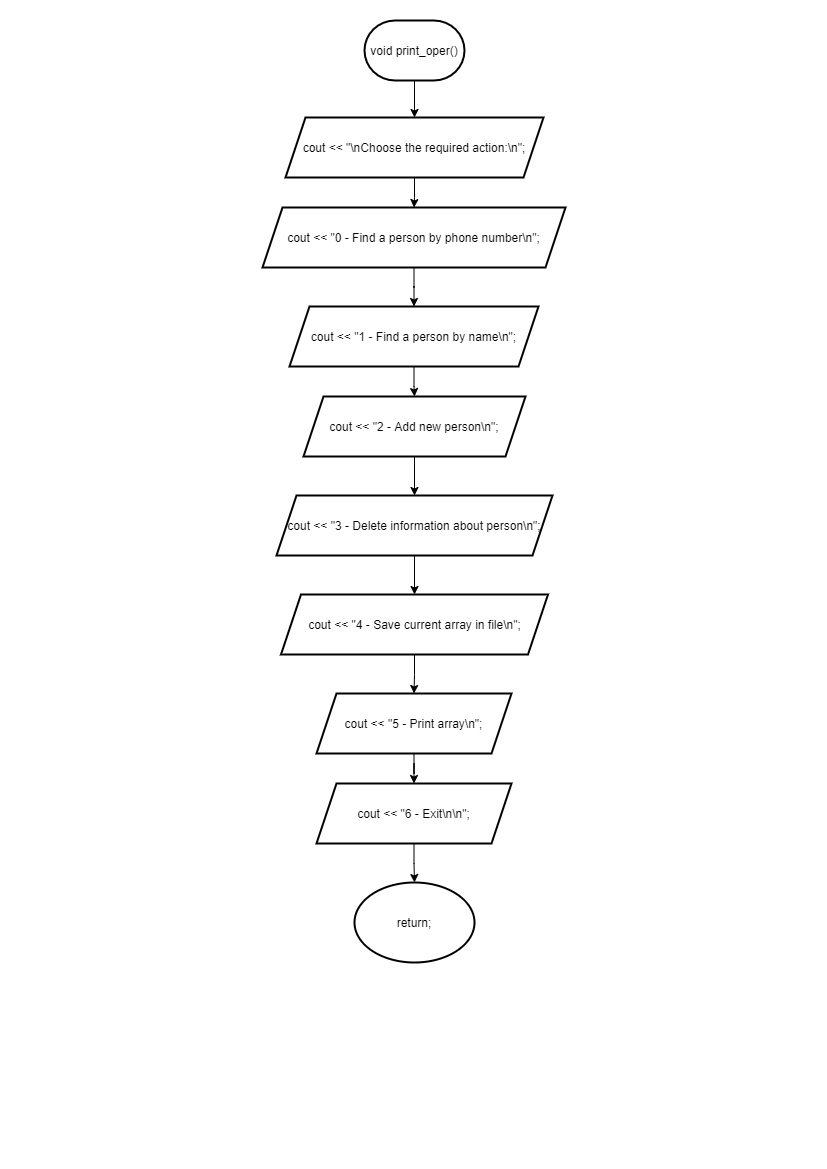 void print_oper()
cout << "\nChoose the required action:\n";
cout << "0 - Find a person by phone number\n";
cout << "1 - Find a person by name\n";
cout << "2 - Add new person\n";
cout << "3 - Delete information about person\n";
cout << "4 - Save current array in file\n";
cout << "5 - Print array\n";
cout << "6 - Exit\n\n";
return;